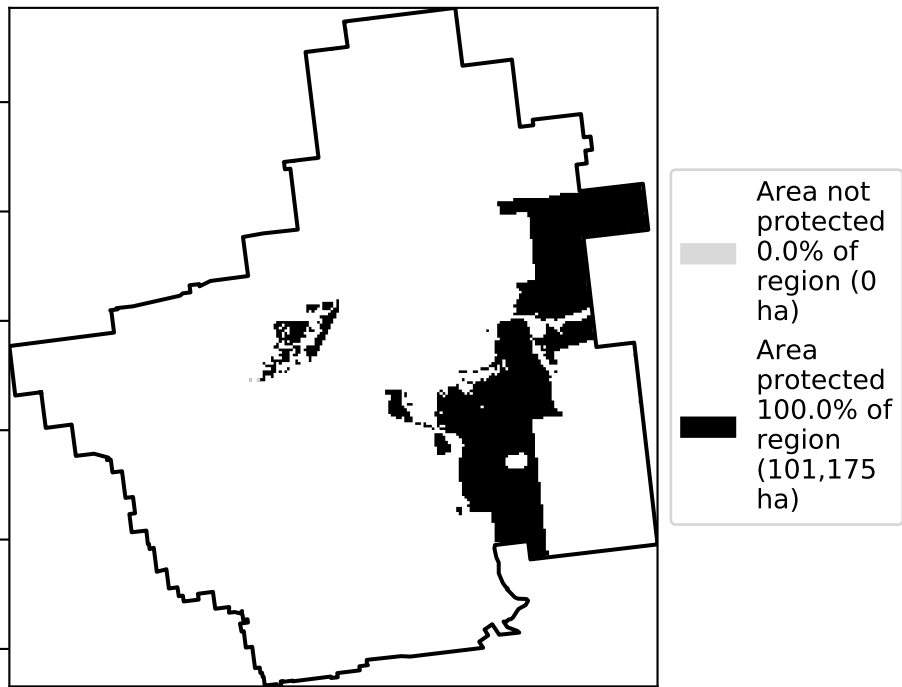 Area not
protected
0.0% of
region (0
ha)
Area
protected
100.0% of
region
(101,175
ha)